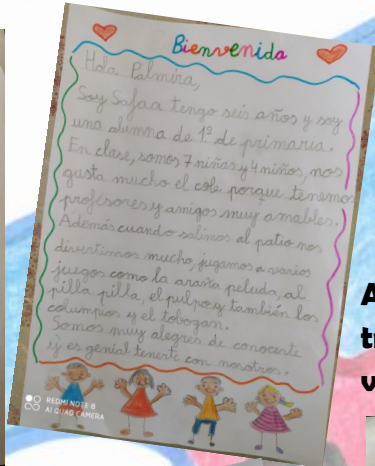 Bienvenida
Hola Palmira,
Soy Safaa tengo seis años y soy
una alumna de 1º de primaria.
En clase, somos 7 niñas y 4 niños, nos
gusta mucho el cole porque tenemos
profesores y amigos muy amables.
Además cuando salimos al patio nos
divertimos mucho, jugamos a varios
juegos como la araña peluda, al
pilla pilla, el pulpo y también los
columpios y el tobogan.
Somos muy alegres de conocerte
y es genial tenerte con nosotros.
REDMI NOTE 8
AI QUAD CAMERA